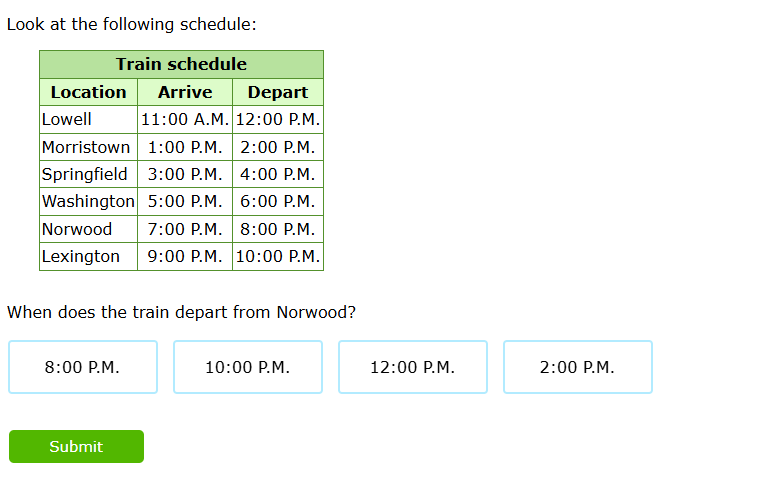 Look at the following schedule:
Train schedule
Location Arrive Depart
Lowell 11:00 A.M. 12:00 P.M.
Morristown 1:00 P.M. 2:00 P.M.
Springfield 3:00 P.M. 4:00 P.M.
Washington 5:00 P.M. 6:00 P.M.
Norwood 7:00 P.M. 8:00 P.M.
Lexington 9:00 P.M. 10:00 P.M.
When does the train depart from Norwood?
8:00 P.M. 10:00 P.M. 12:00 P.M. 2:00 P.M.
Submit